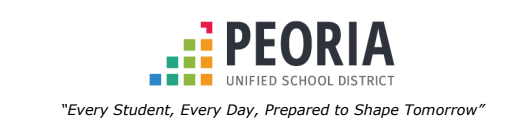 PEORIA
UNIFIED SCHOOL DISTRICT
“Every Student, Every Day, Prepared to Shape Tomorrow”